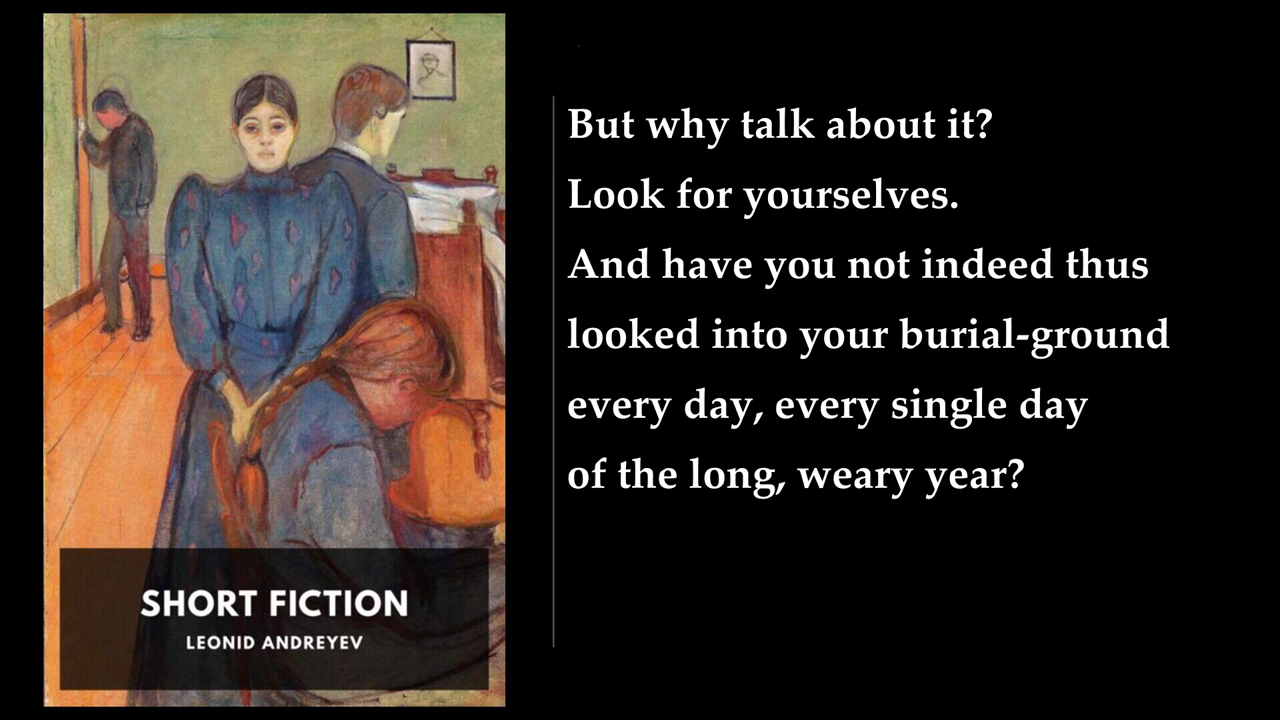 But why talk about it?
Look for yourselves.
And have you not indeed thus
looked into your burial-ground
every day, every single day
of the long, weary year?
SHORT FICTION
LEONID ANDREYEV